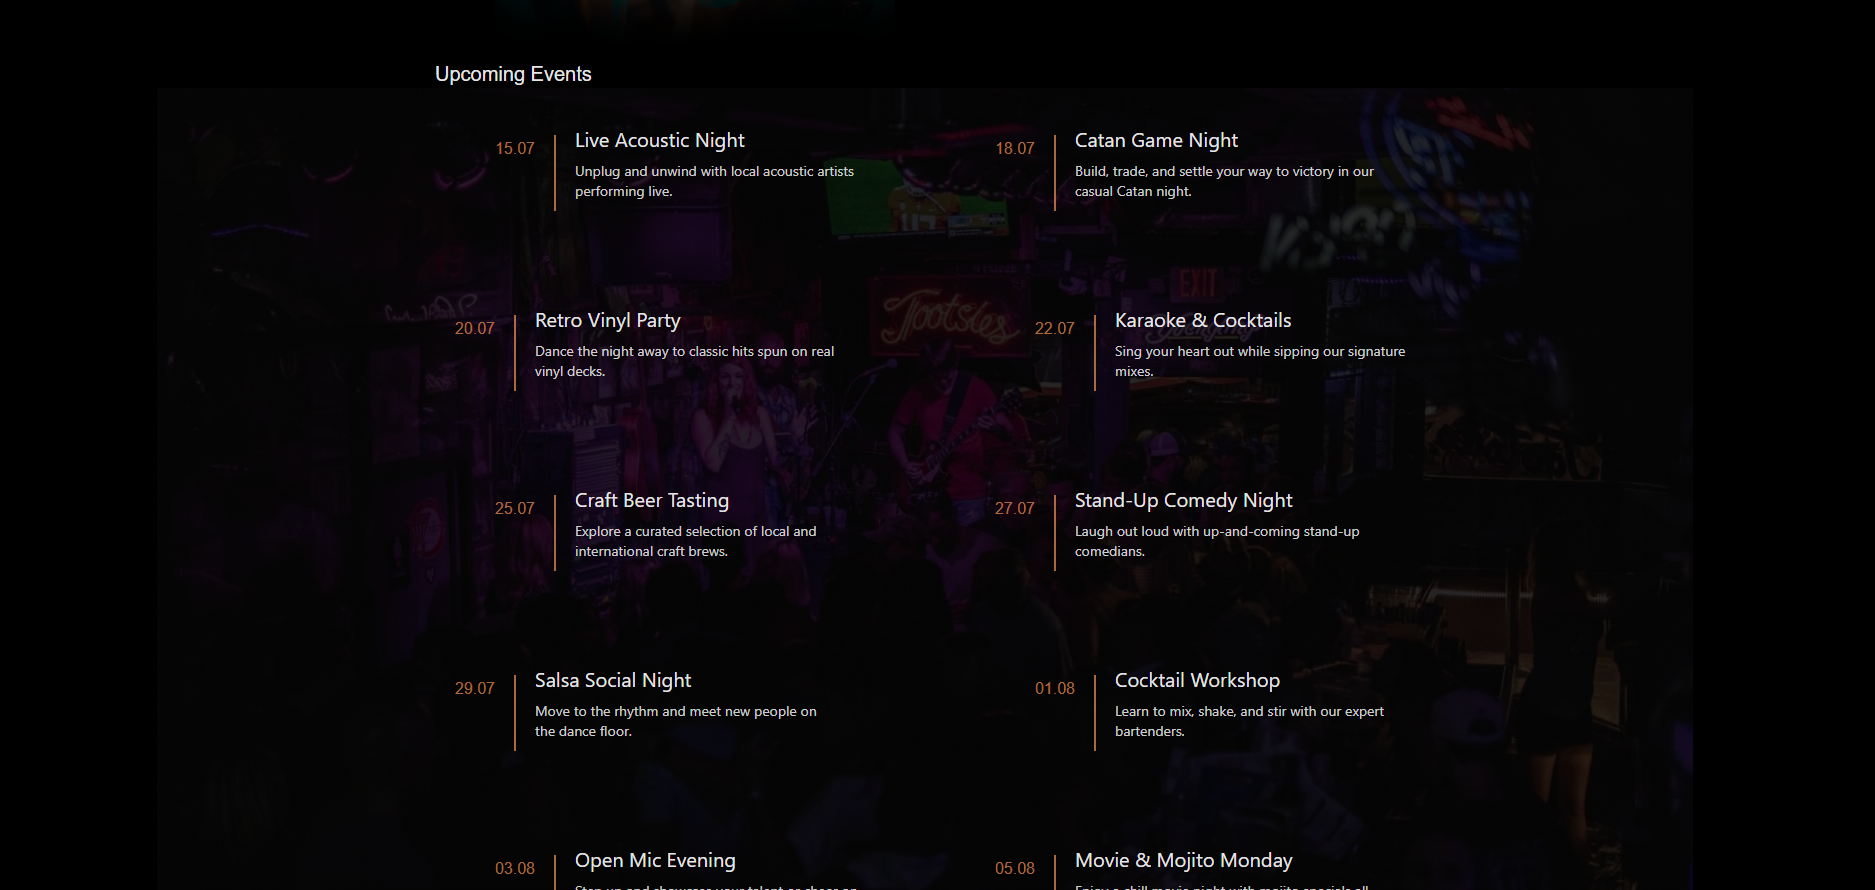 Upcoming Events
15.07
Live Acoustic Night
Unplug and unwind with local acoustic artists
performing live.
18.07
Catan Game Night
Build, trade, and settle your way to victory in our
casual Catan night.
20.07
Retro Vinyl Party
Dance the night away to classic hits spun on real
vinyl decks.
22.07
Karaoke & Cocktails
Sing your heart out while sipping our signature
mixes.
EXIT
Tootsies
25.07
Craft Beer Tasting
Explore a curated selection of local and
international craft brews.
27.07
Stand-Up Comedy Night
Laugh out loud with up-and-coming stand-up
comedians.
29.07
Salsa Social Night
Move to the rhythm and meet new people on
the dance floor.
01.08
Cocktail Workshop
Learn to mix, shake, and stir with our expert
bartenders.
03.08
Open Mic Evening
05.08
Movie & Mojito Monday